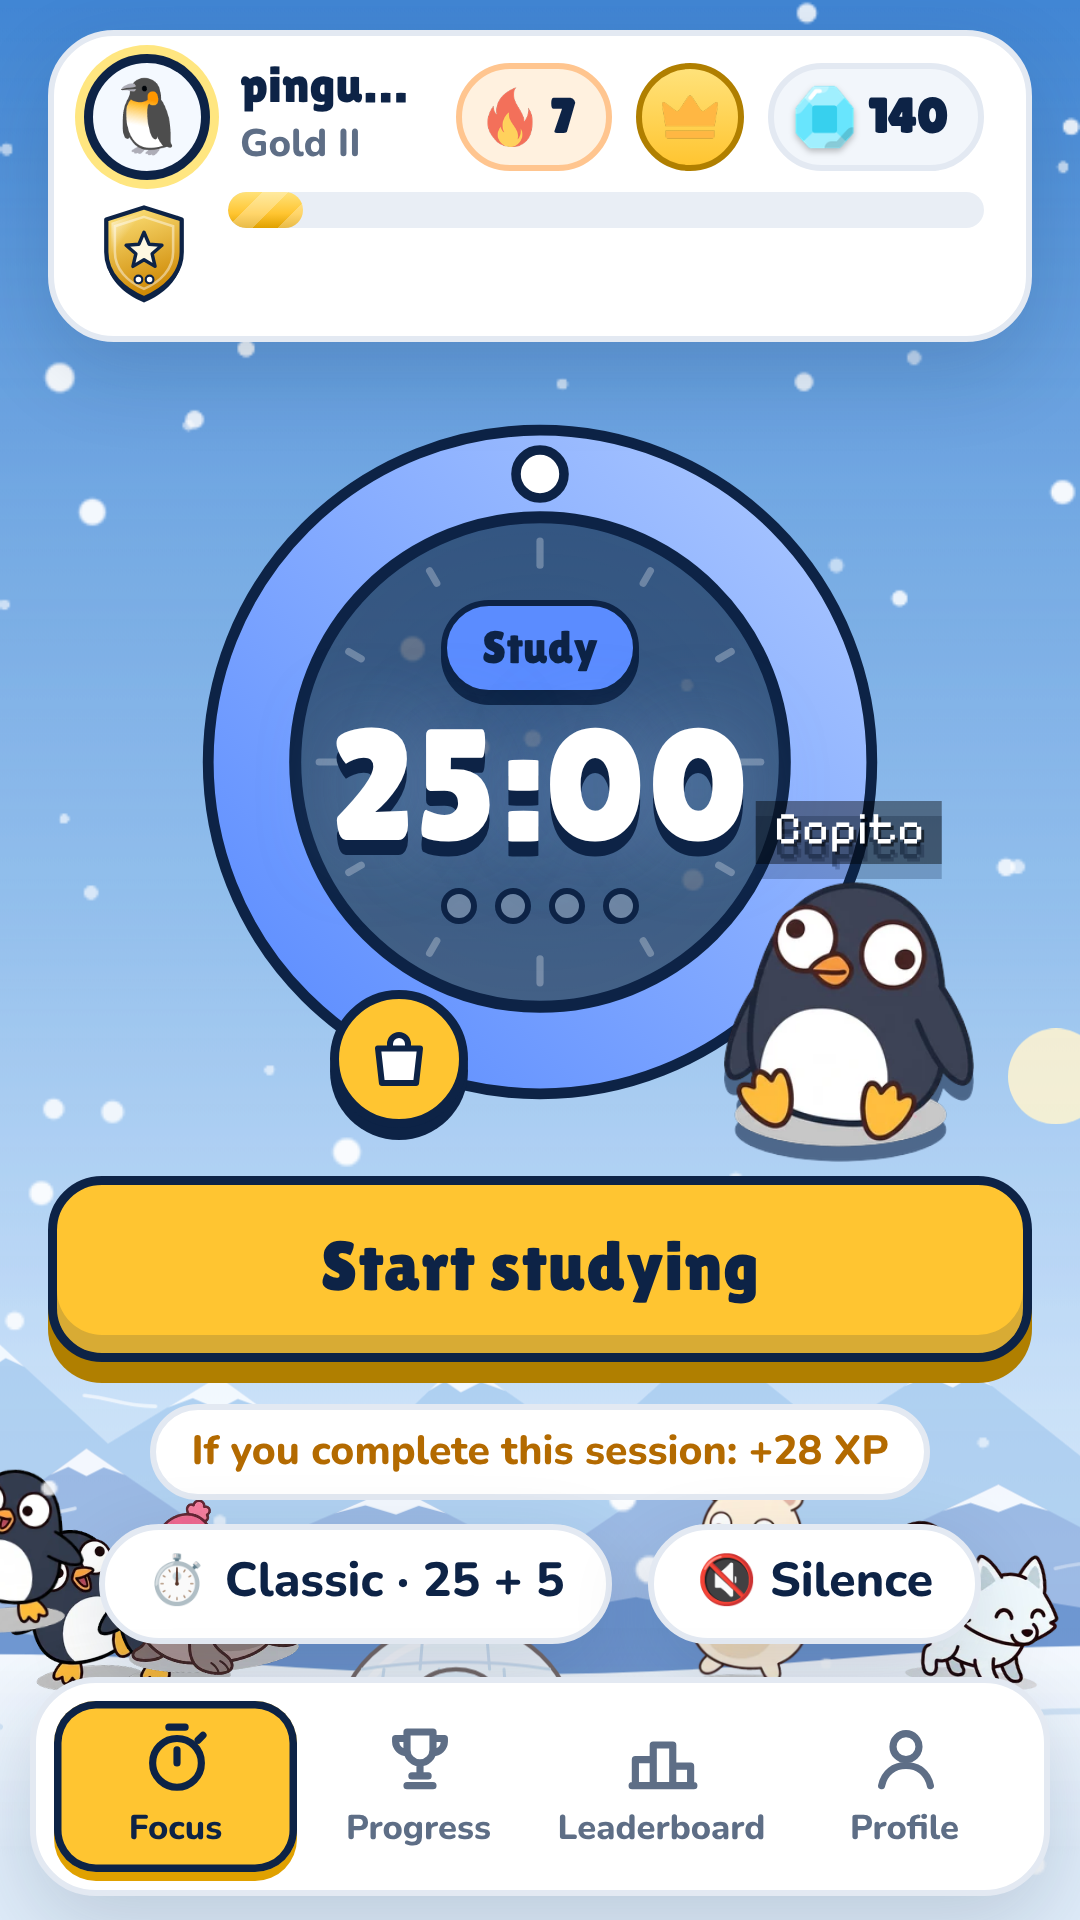 pingu...
Gold II
7
140
Study
25:00
Copito
Start studying
If you complete this session: +28 XP
Classic · 25 + 5
Silence
Focus
Progress
Leaderboard
Profile